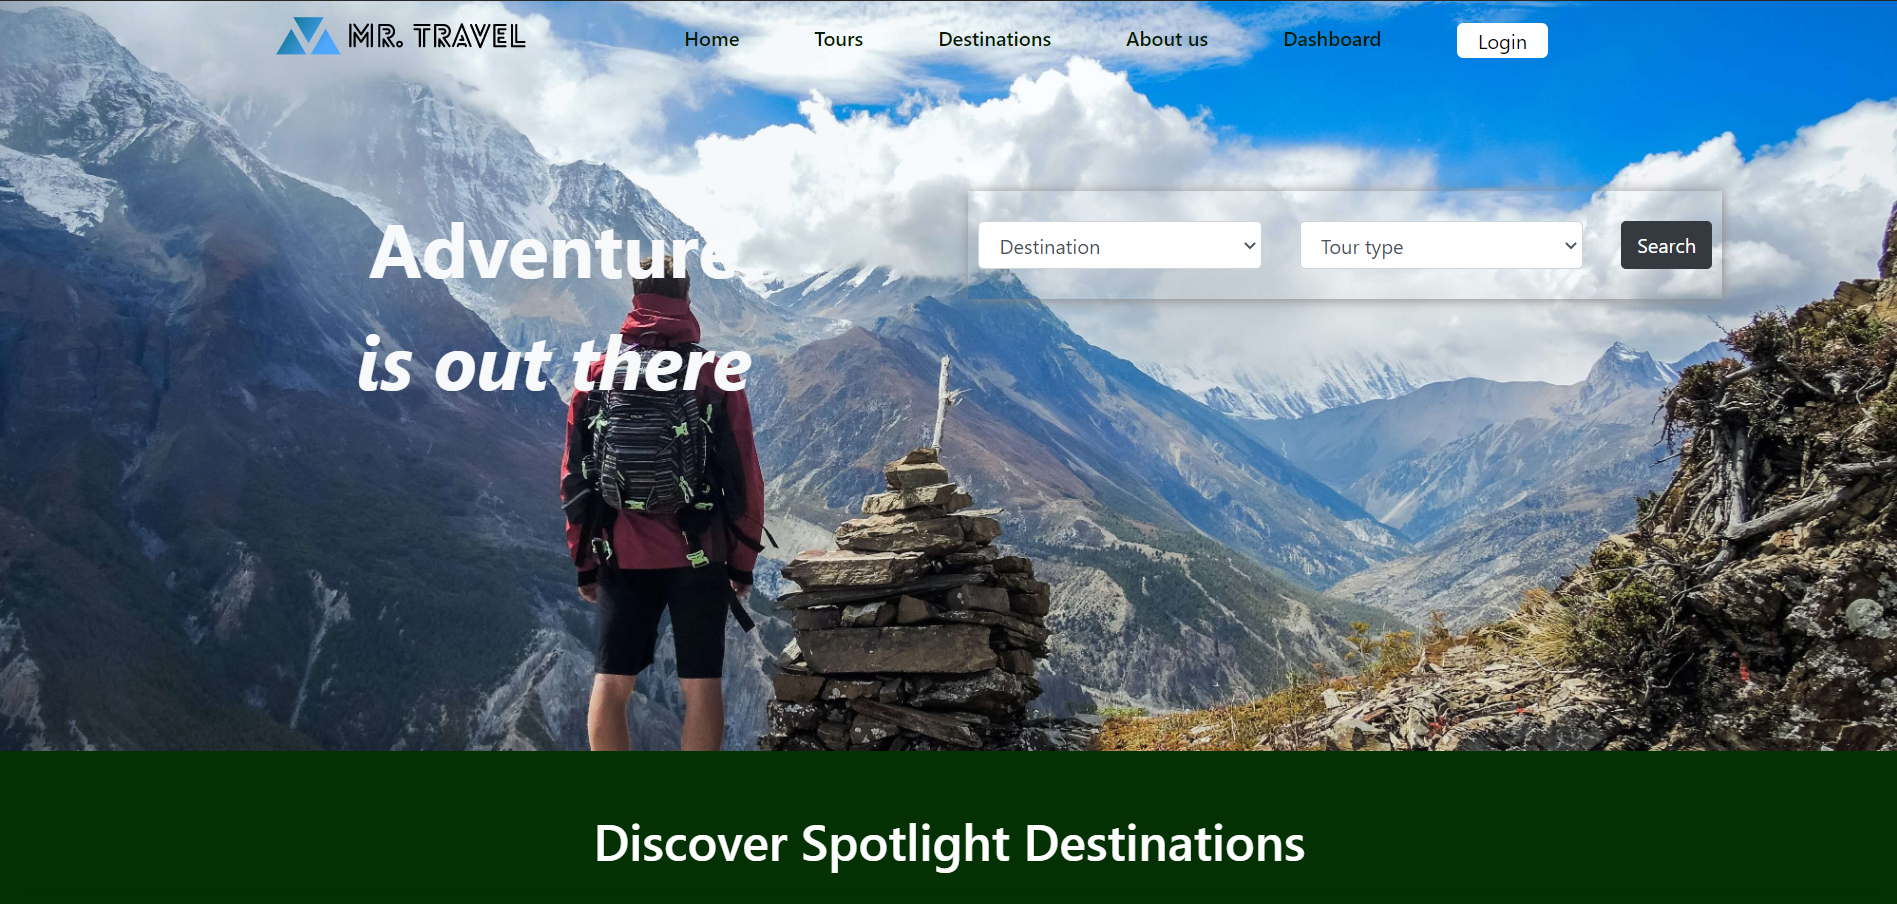 MR. TRAVEL
Home
Tours
Destinations
About us
Dashboard
Login
Adventure
is out there
Destination
Tour type
Search
Discover Spotlight Destinations